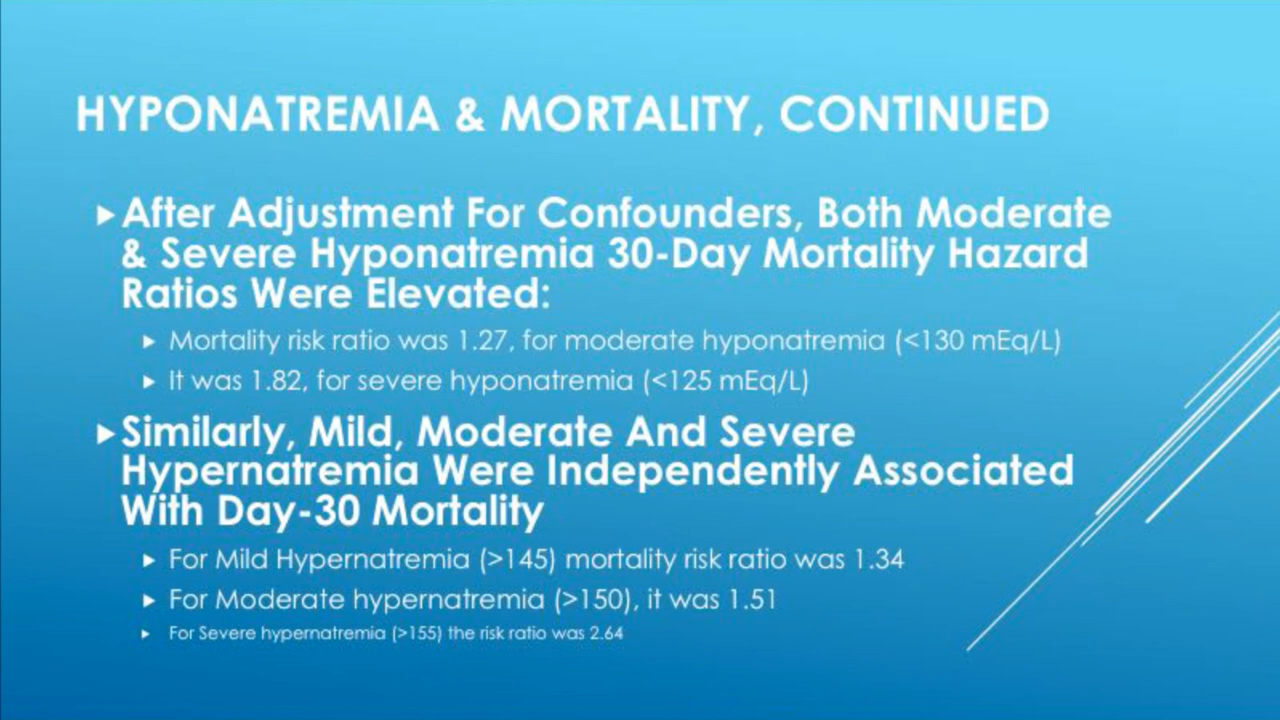 HYPONATREMIA & MORTALITY, CONTINUED
After Adjustment For Confounders, Both Moderate
& Severe Hyponatremia 30-Day Mortality Hazard
Ratios Were Elevated:
Mortality risk ratio was 1.27, for moderate hyponatremia (<130 mEq/L)
It was 1.82, for severe hyponatremia (<125 mEq/L)
Similarly, Mild, Moderate And Severe
Hypernatremia Were Independently Associated
With Day-30 Mortality
For Mild Hypernatremia (>145) mortality risk ratio was 1.34
For Moderate hypernatremia (>150), it was 1.51
For Severe hypernatremia (>155) the risk ratio was 2.64